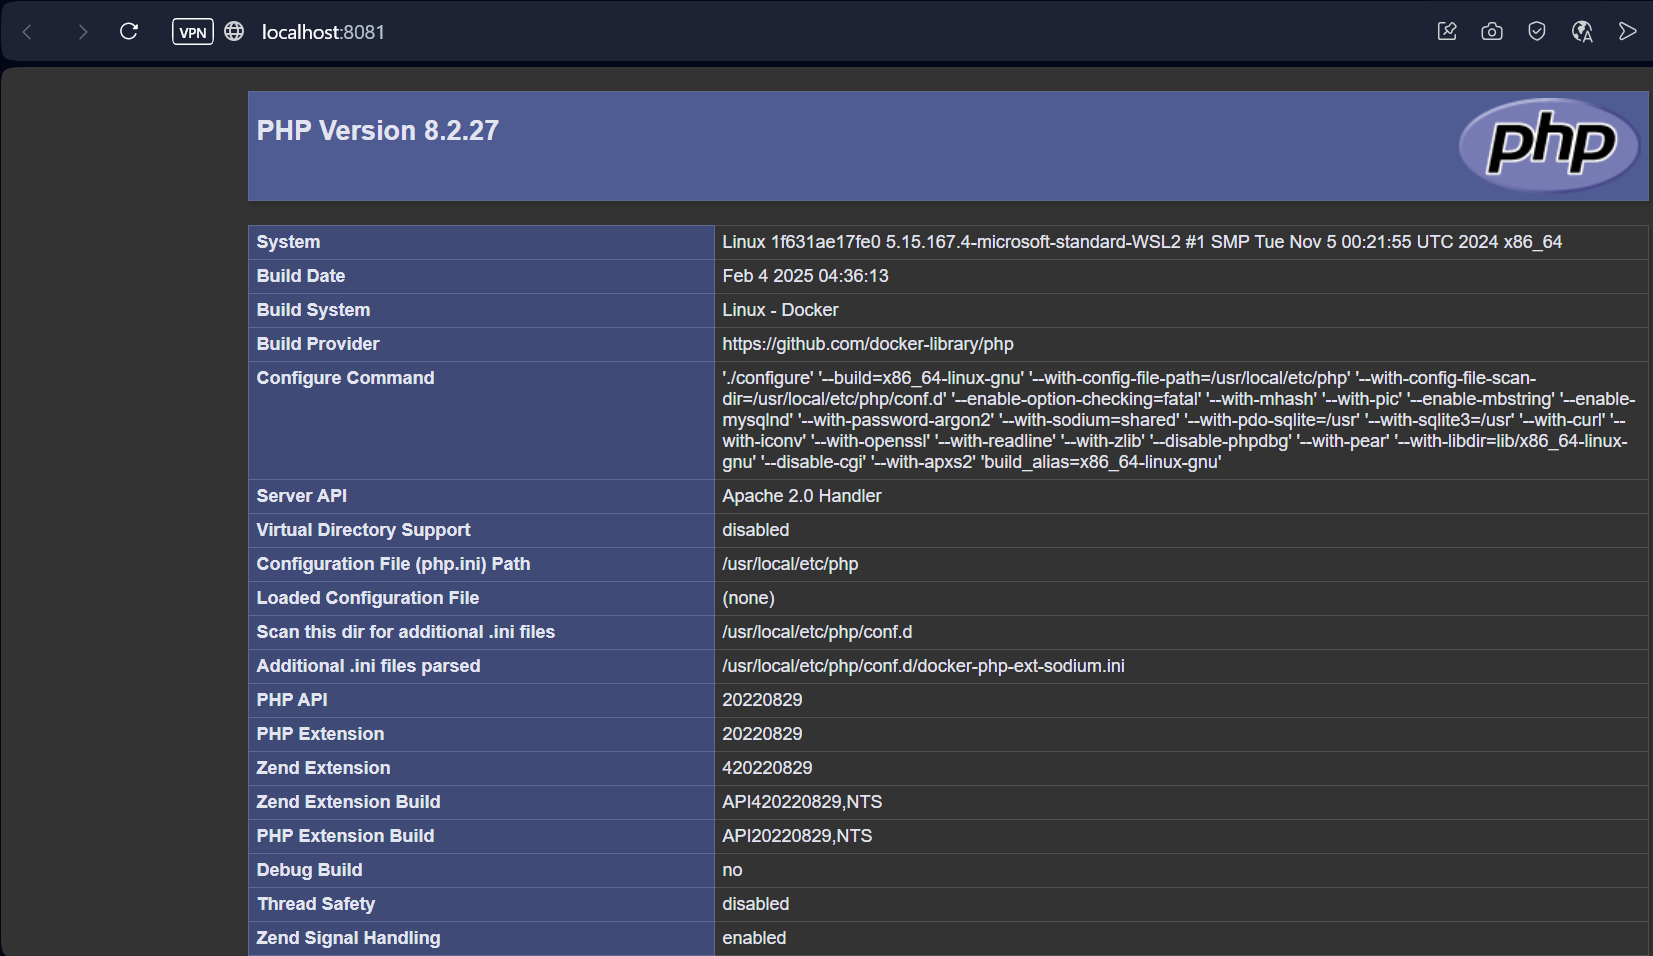 VPN localhost:8081
PHP Version 8.2.27
php
System Linux 1f631ae17fe0 5.15.167.4-microsoft-standard-WSL2 #1 SMP Tue Nov 5 00:21:55 UTC 2024 x86_64
Build Date Feb 4 2025 04:36:13
Build System Linux - Docker
Build Provider https://github.com/docker-library/php
Configure Command './configure' '--build=x86_64-linux-gnu' '--with-config-file-path=/usr/local/etc/php' '--with-config-file-scan-
dir=/usr/local/etc/php/conf.d' '--enable-option-checking=fatal' '--with-mhash' '--with-pic' '--enable-mbstring' '--enable-
mysqlnd' '--with-password-argon2' '--with-sodium=shared' '--with-pdo-sqlite=/usr' '--with-sqlite3=/usr' '--with-curl' '--
with-iconv' '--with-openssl' '--with-readline' '--with-zlib' '--disable-phpdbg' '--with-pear' '--with-libdir=lib/x86_64-linux-
gnu' '--disable-cgi' '--with-apxs2' 'build_alias=x86_64-linux-gnu'
Server API Apache 2.0 Handler
Virtual Directory Support disabled
Configuration File (php.ini) Path /usr/local/etc/php
Loaded Configuration File (none)
Scan this dir for additional .ini files /usr/local/etc/php/conf.d
Additional .ini files parsed /usr/local/etc/php/conf.d/docker-php-ext-sodium.ini
PHP API 20220829
PHP Extension 20220829
Zend Extension 420220829
Zend Extension Build API420220829,NTS
PHP Extension Build API20220829,NTS
Debug Build no
Thread Safety disabled
Zend Signal Handling enabled